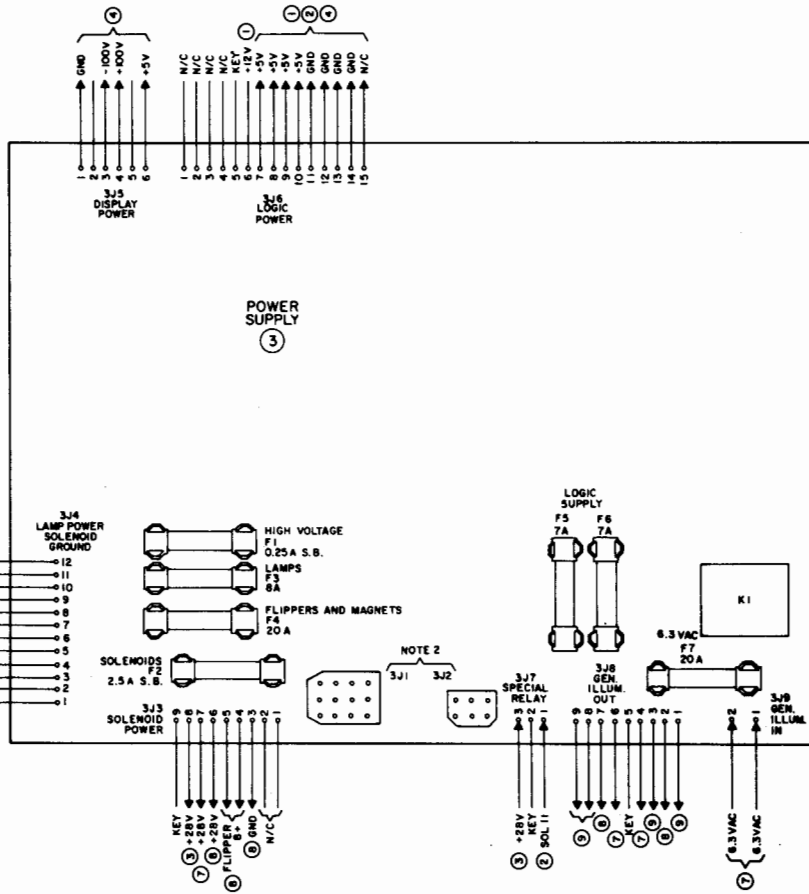 ④
① ② ④
GND
-100V
+100V
+5V
N/C
N/C
N/C
N/C
KEY
①
+12V
+5V
+5V
+5V
+5V
GND
GND
GND
GND
N/C
1
2
3
4
5
6
3J5
DISPLAY
POWER
1
2
3
4
5
6
7
8
9
10
11
12
13
14
15
3J6
LOGIC
POWER
POWER
SUPPLY
③
3J4
LAMP POWER
SOLENOID
GROUND
12
11
10
9
8
7
6
5
4
3
2
1
HIGH VOLTAGE
F1
0.25A S.B.
LAMPS
F3
8A
FLIPPERS AND MAGNETS
F4
20A
SOLENOIDS
F2
2.5A S.B.
NOTE 2
3J1 3J2
LOGIC
SUPPLY
F5 F6
7A 7A
K1
6.3 VAC
F7
20A
3J3
SOLENOID
POWER
9
8
7
6
5
4
3
2
1
3J7
SPECIAL
RELAY
3
2
1
3J8
GEN.
ILLUM.
OUT
9
8
7
6
5
4
3
2
1
3J9
GEN.
ILLUM.
IN
2
1
KEY
③ +28V
⑦ +28V
⑧ +28V
⑧ FLIPPER
B+
⑧ GND
N/C
③ +28V
KEY
② SOL 11
⑨
⑧
⑦
KEY
⑦
⑨
⑧
⑨
6.3VAC
6.3VAC
⑦